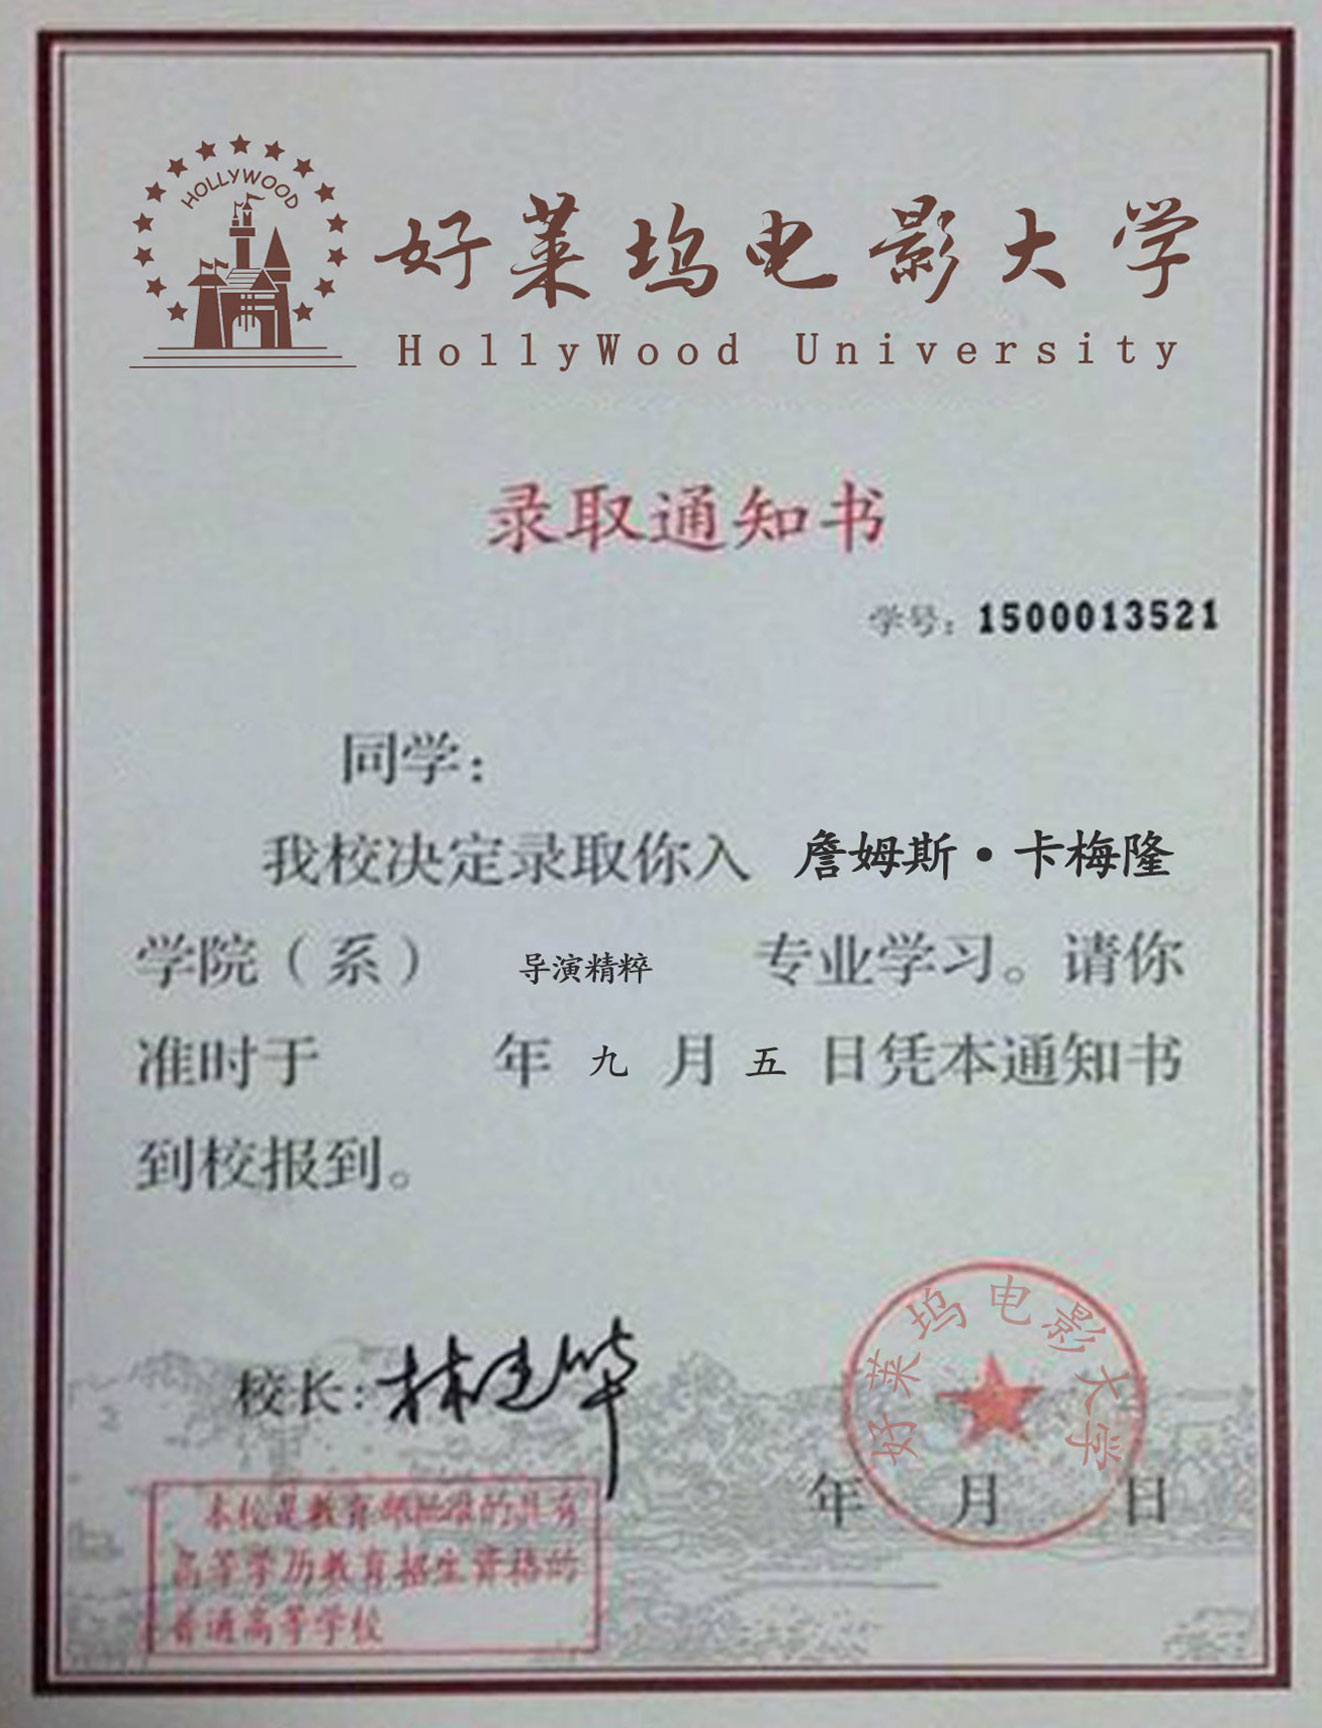 HOLLYWOOD
好莱坞电影大学
HollyWood University
录取通知书
学号：1500013521
同学：
我校决定录取你入 詹姆斯·卡梅隆
学院（系） 导演精粹 专业学习。请你
准时于 年 九 月 五 日凭本通知书
到校报到。
校长：林建华
好莱坞电影大学
年 月 日
本校是教育部批准的具有
高等学历教育招生资格的
普通高等学校